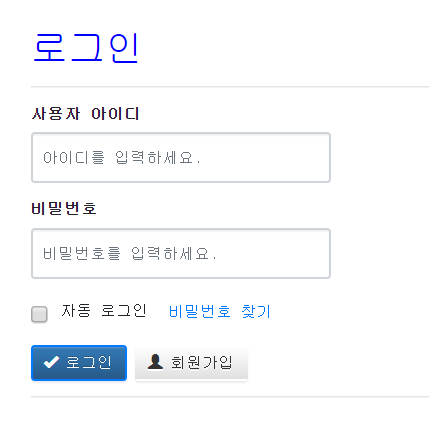 로그인
사용자 아이디
아이디를 입력하세요.
비밀번호
비밀번호를 입력하세요.
자동 로그인 비밀번호 찾기
로그인 회원가입